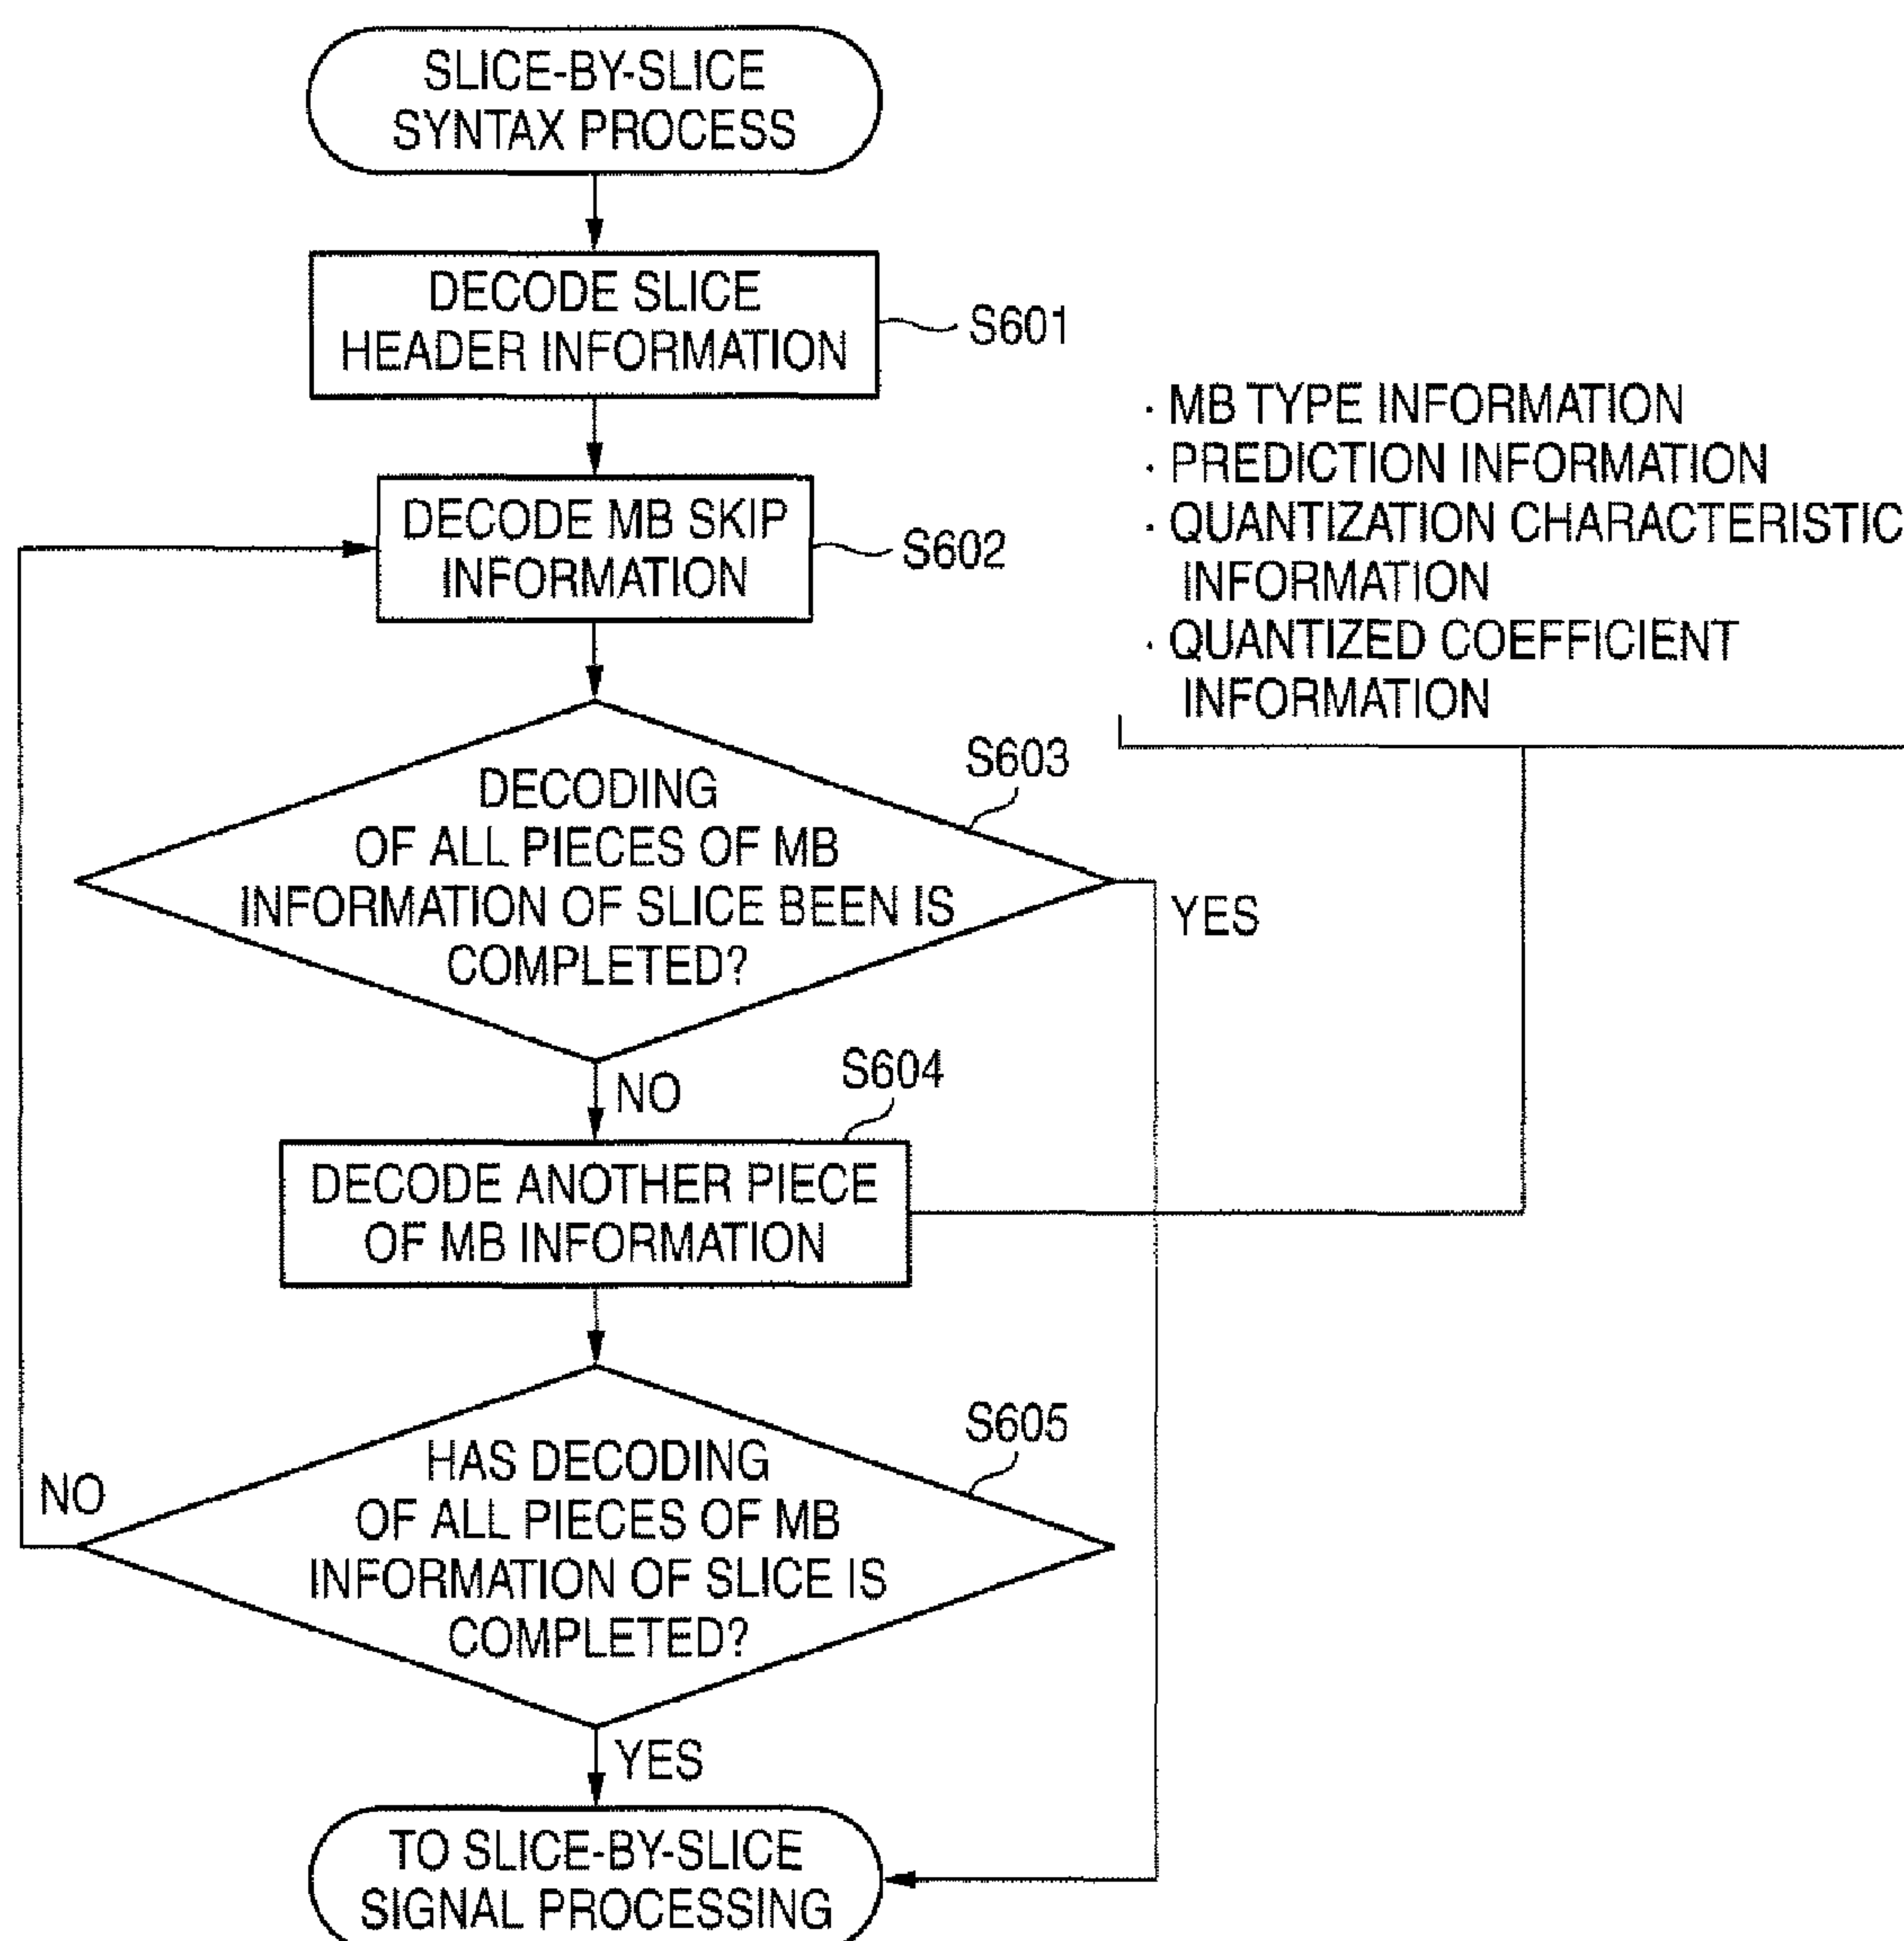 SLICE-BY-SLICE
SYNTAX PROCESS
DECODE SLICE
HEADER INFORMATION
S601
DECODE MB SKIP
INFORMATION
S602
· MB TYPE INFORMATION
· PREDICTION INFORMATION
· QUANTIZATION CHARACTERISTIC
INFORMATION
· QUANTIZED COEFFICIENT
INFORMATION
S603
DECODING
OF ALL PIECES OF MB
INFORMATION OF SLICE BEEN IS
COMPLETED?
YES
NO
S604
DECODE ANOTHER PIECE
OF MB INFORMATION
S605
HAS DECODING
OF ALL PIECES OF MB
INFORMATION OF SLICE IS
COMPLETED?
NO
YES
TO SLICE-BY-SLICE
SIGNAL PROCESSING